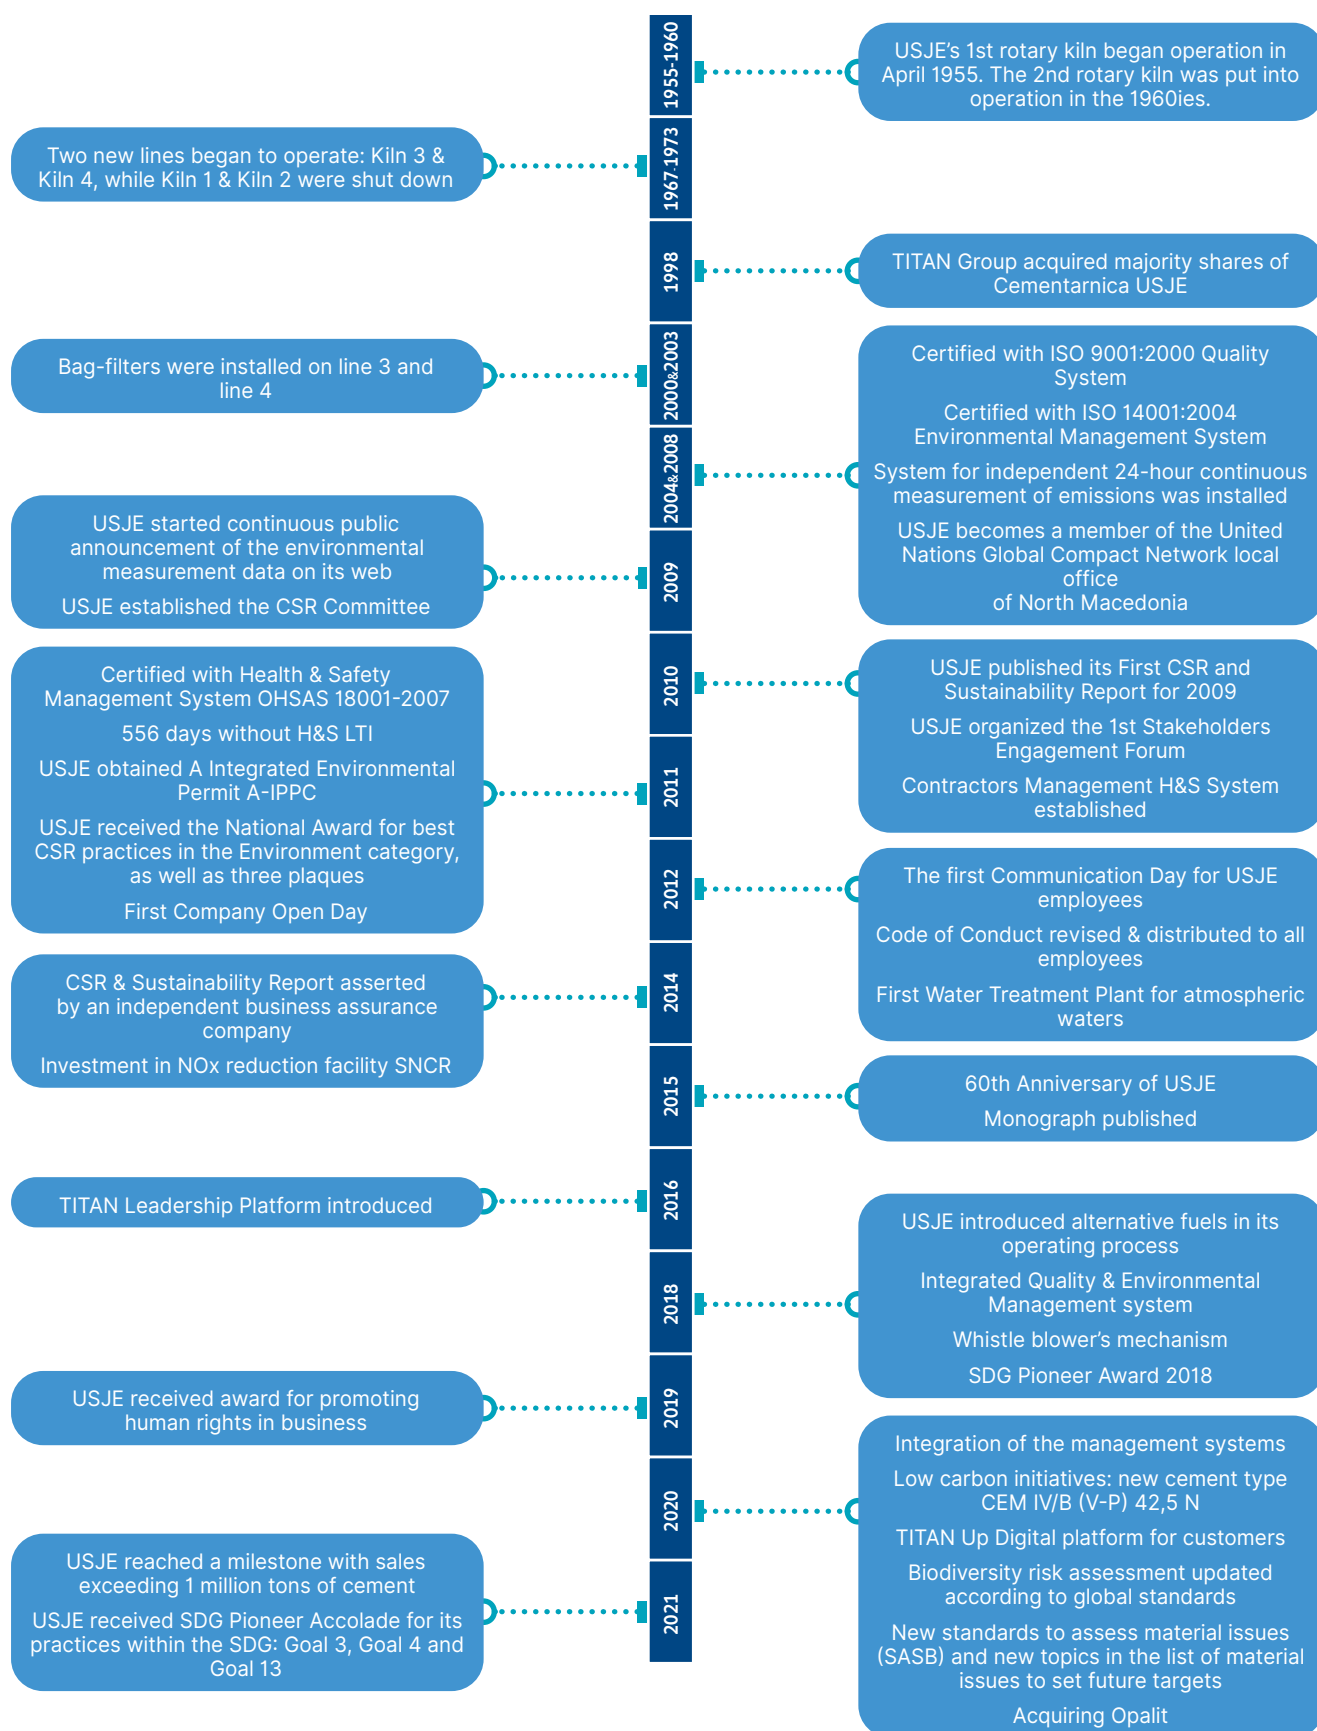 1955-1960
USJE’s 1st rotary kiln began operation in
April 1955. The 2nd rotary kiln was put into
operation in the 1960ies.
1967-1973
Two new lines began to operate: Kiln 3 &
Kiln 4, while Kiln 1 & Kiln 2 were shut down
1998
TITAN Group acquired majority shares of
Cementarnica USJE
2000&2003
Bag-filters were installed on line 3 and
line 4
2004&2008
Certified with ISO 9001:2000 Quality
System
Certified with ISO 14001:2004
Environmental Management System
System for independent 24-hour continuous
measurement of emissions was installed
USJE becomes a member of the United
Nations Global Compact Network local
office
of North Macedonia
2009
USJE started continuous public
announcement of the environmental
measurement data on its web
USJE established the CSR Committee
2010
USJE published its First CSR and
Sustainability Report for 2009
USJE organized the 1st Stakeholders
Engagement Forum
Contractors Management H&S System
established
2011
Certified with Health & Safety
Management System OHSAS 18001-2007
556 days without H&S LTI
USJE obtained A Integrated Environmental
Permit A-IPPC
USJE received the National Award for best
CSR practices in the Environment category,
as well as three plaques
First Company Open Day
2012
The first Communication Day for USJE
employees
Code of Conduct revised & distributed to all
employees
First Water Treatment Plant for atmospheric
waters
2014
CSR & Sustainability Report asserted
by an independent business assurance
company
Investment in NOx reduction facility SNCR
2015
60th Anniversary of USJE
Monograph published
2016
TITAN Leadership Platform introduced
2018
USJE introduced alternative fuels in its
operating process
Integrated Quality & Environmental
Management system
Whistle blower’s mechanism
SDG Pioneer Award 2018
2019
USJE received award for promoting
human rights in business
2020
Integration of the management systems
Low carbon initiatives: new cement type
CEM IV/B (V-P) 42,5 N
TITAN Up Digital platform for customers
Biodiversity risk assessment updated
according to global standards
New standards to assess material issues
(SASB) and new topics in the list of material
issues to set future targets
Acquiring Opalit
2021
USJE reached a milestone with sales
exceeding 1 million tons of cement
USJE received SDG Pioneer Accolade for its
practices within the SDG: Goal 3, Goal 4 and
Goal 13